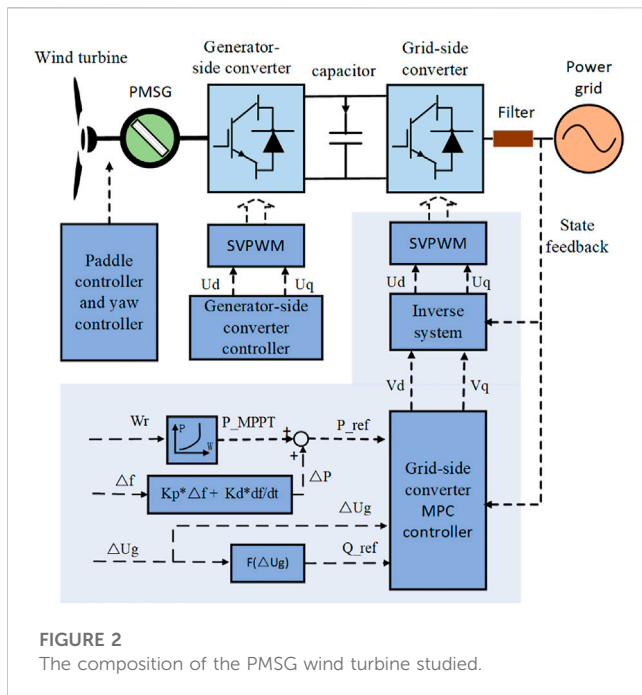 Wind turbine
PMSG
Generator-
side converter
capacitor
Grid-side
converter
Filter
Power
grid
State
feedback
Paddle
controller
and yaw
controller
SVPWM
Ud
Uq
Generator-side
converter
controller
SVPWM
Ud
Uq
Inverse
system
Vd
Vq
Wr
P
W
P_MPPT
+
+
P_ref
△f
Kp*△f + Kd*df/dt
△P
△Ug
△Ug
F(△Ug)
Q_ref
Grid-side
converter
MPC
controller
FIGURE 2
The composition of the PMSG wind turbine studied.